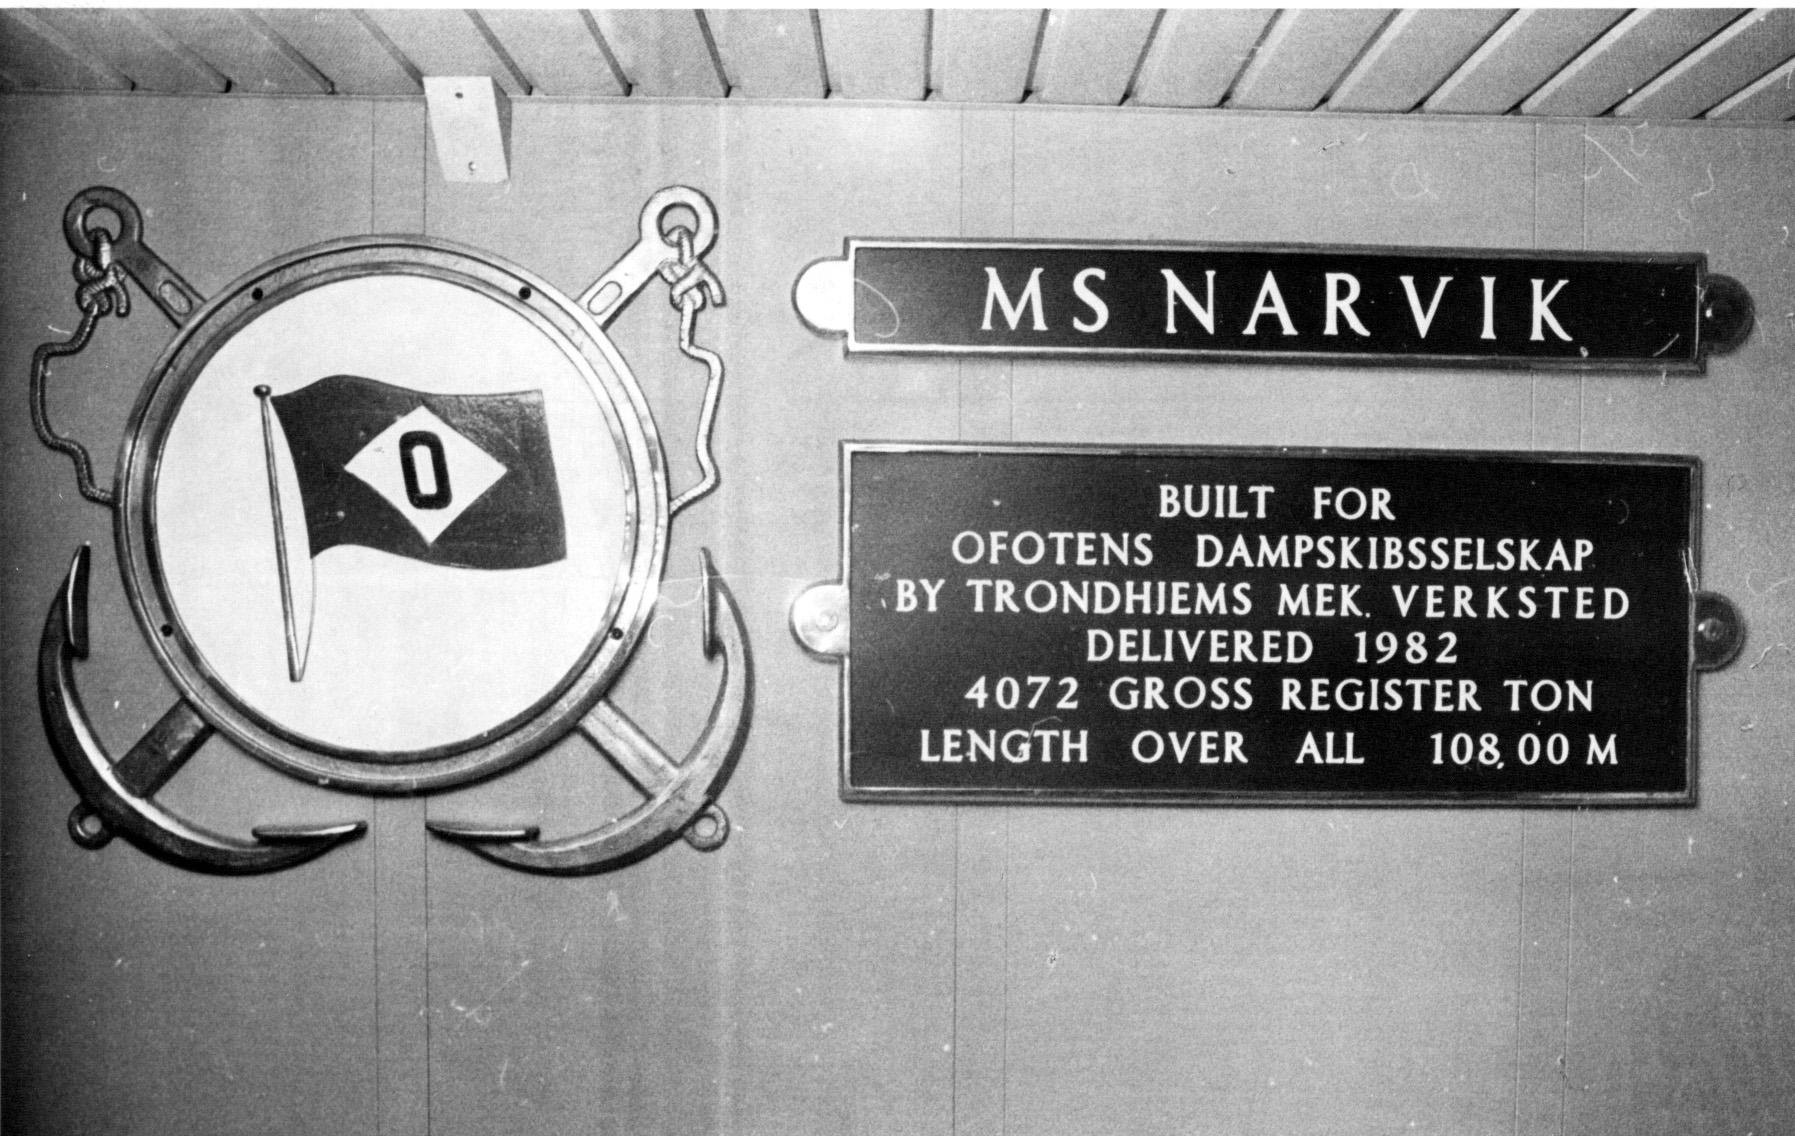 O
MS NARVIK
BUILT FOR
OFOTENS DAMPSKIBSSELSKAP
BY TRONDHJEMS MEK. VERKSTED
DELIVERED 1982
4072 GROSS REGISTER TON
LENGTH OVER ALL 108,00 M